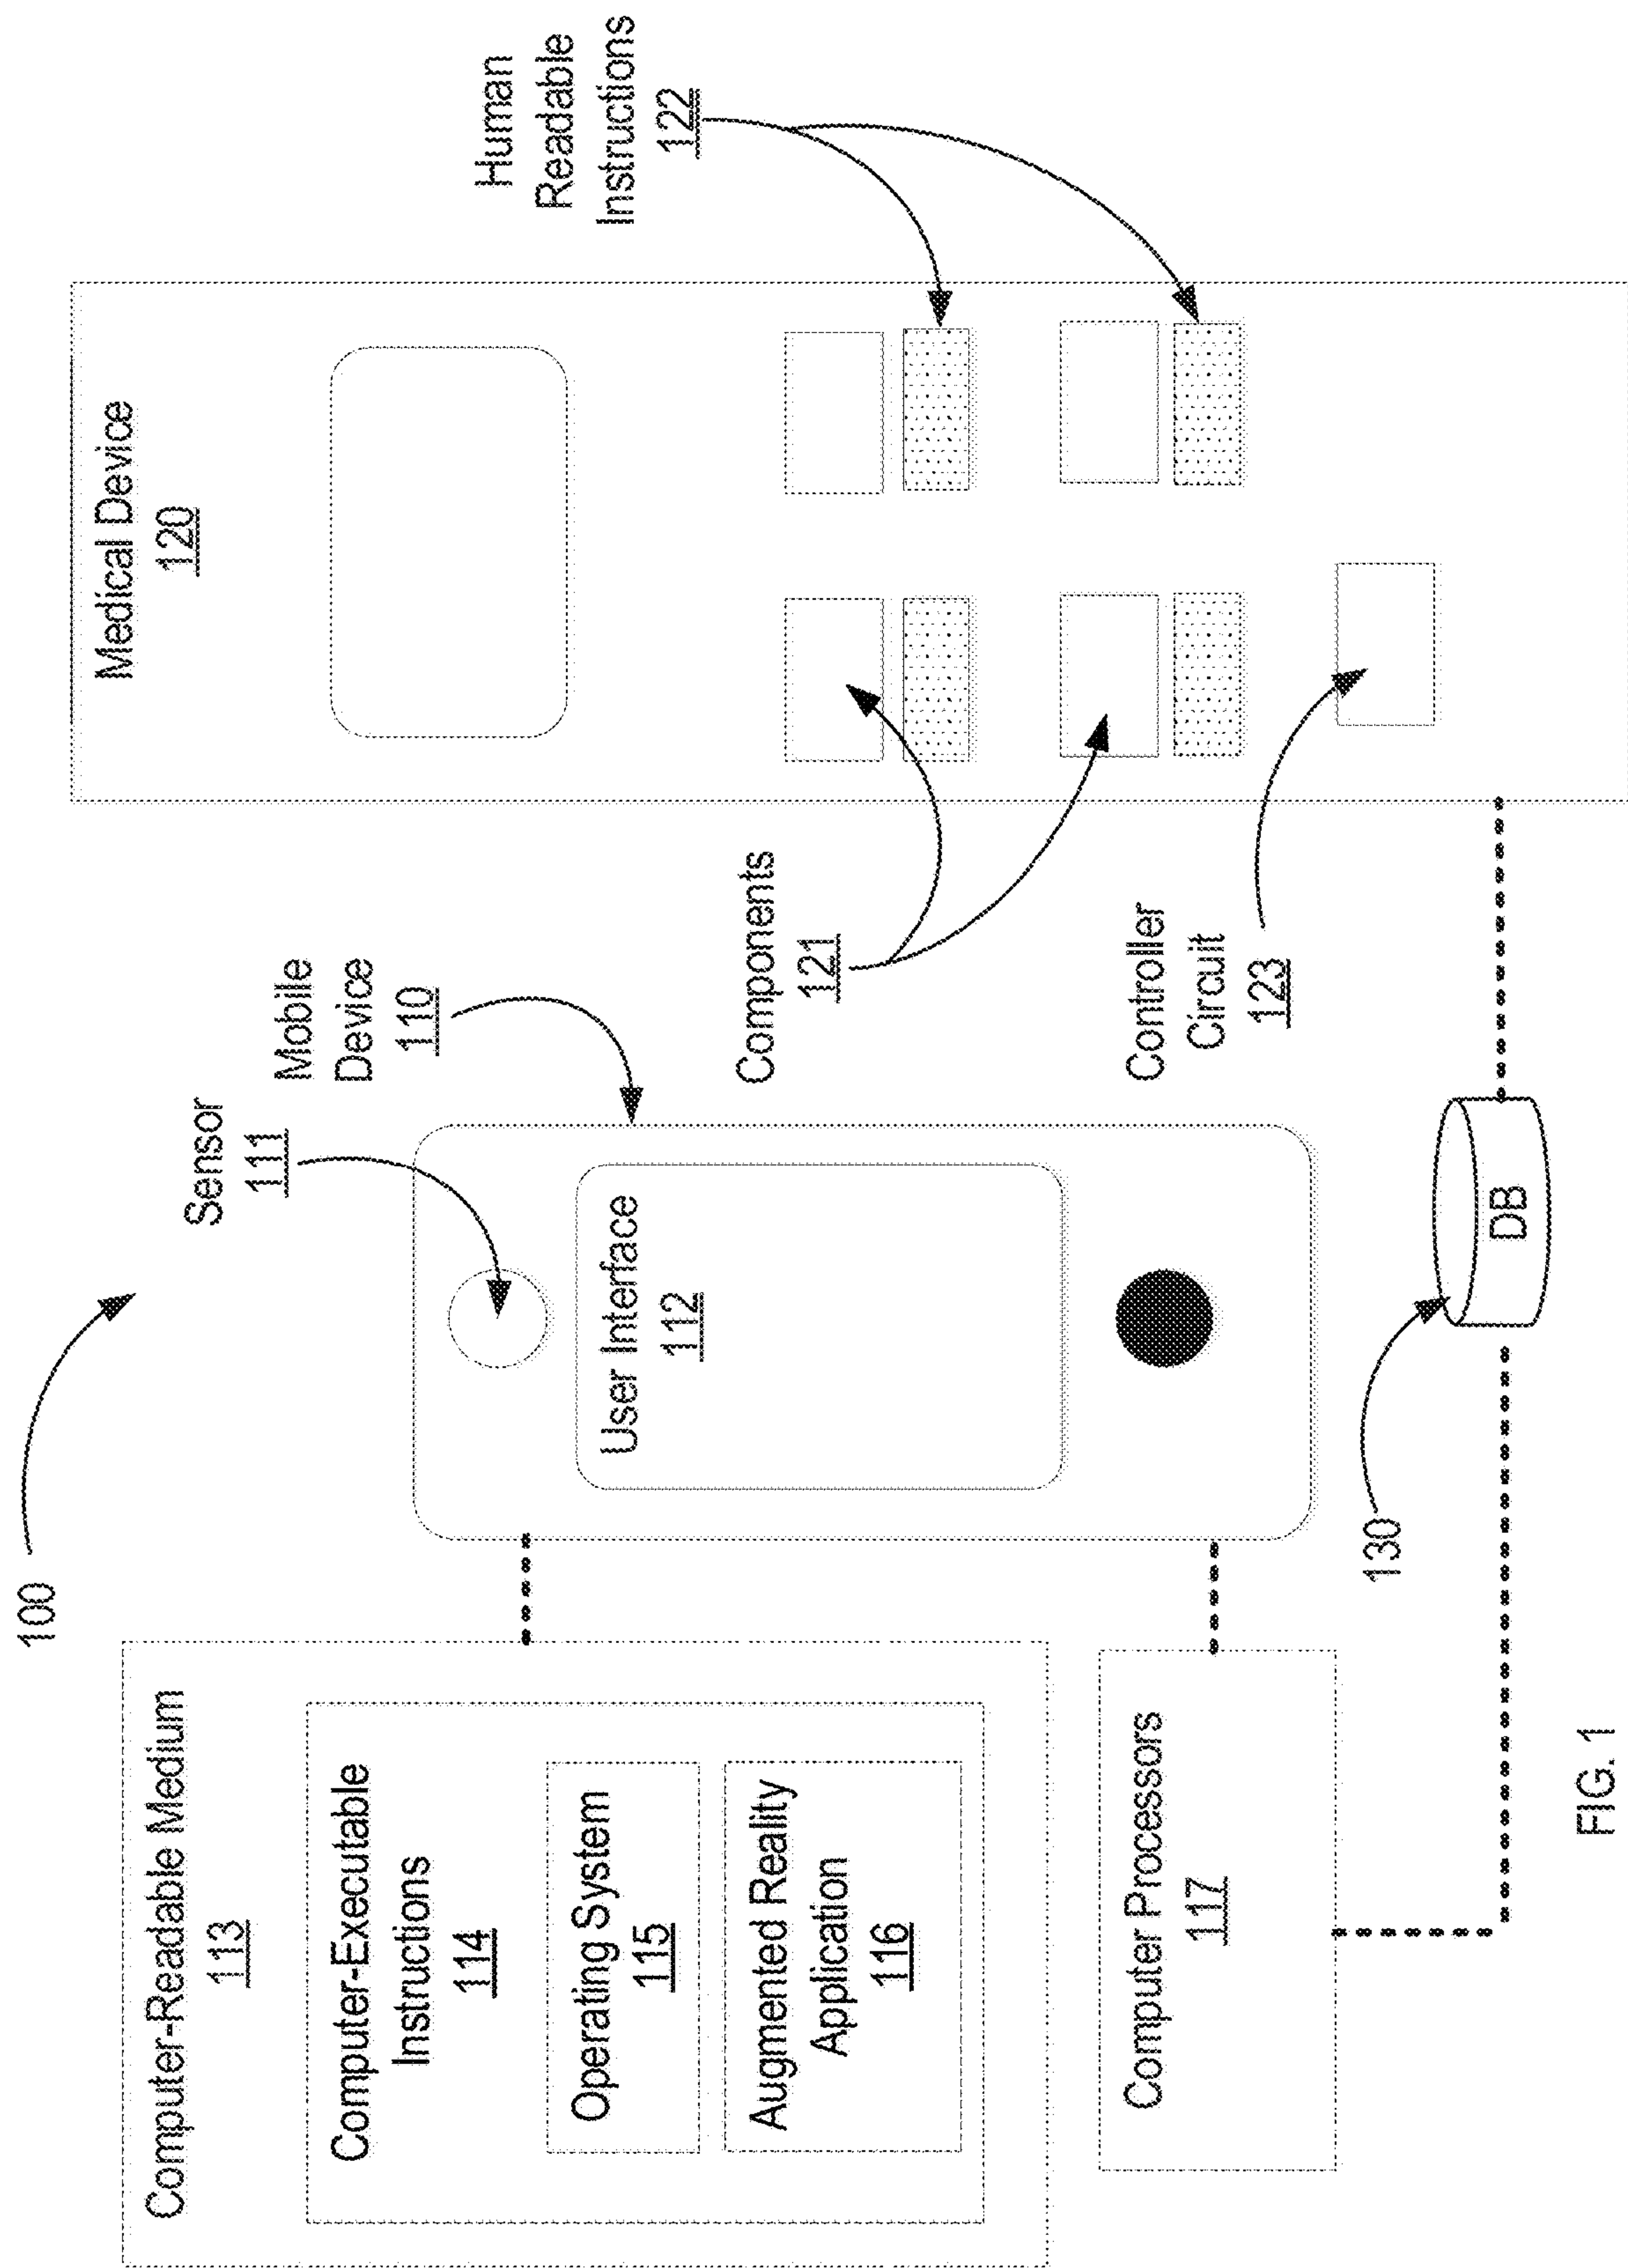 100
Computer-Readable Medium
113
Computer-Executable
Instructions
114
Operating System
115
Augmented Reality
Application
116
Computer Processors
117
Sensor
111
Mobile
Device
110
User Interface
112
130
DB
Medical Device
120
Components
121
Controller
Circuit
123
Human
Readable
Instructions
122
FIG. 1